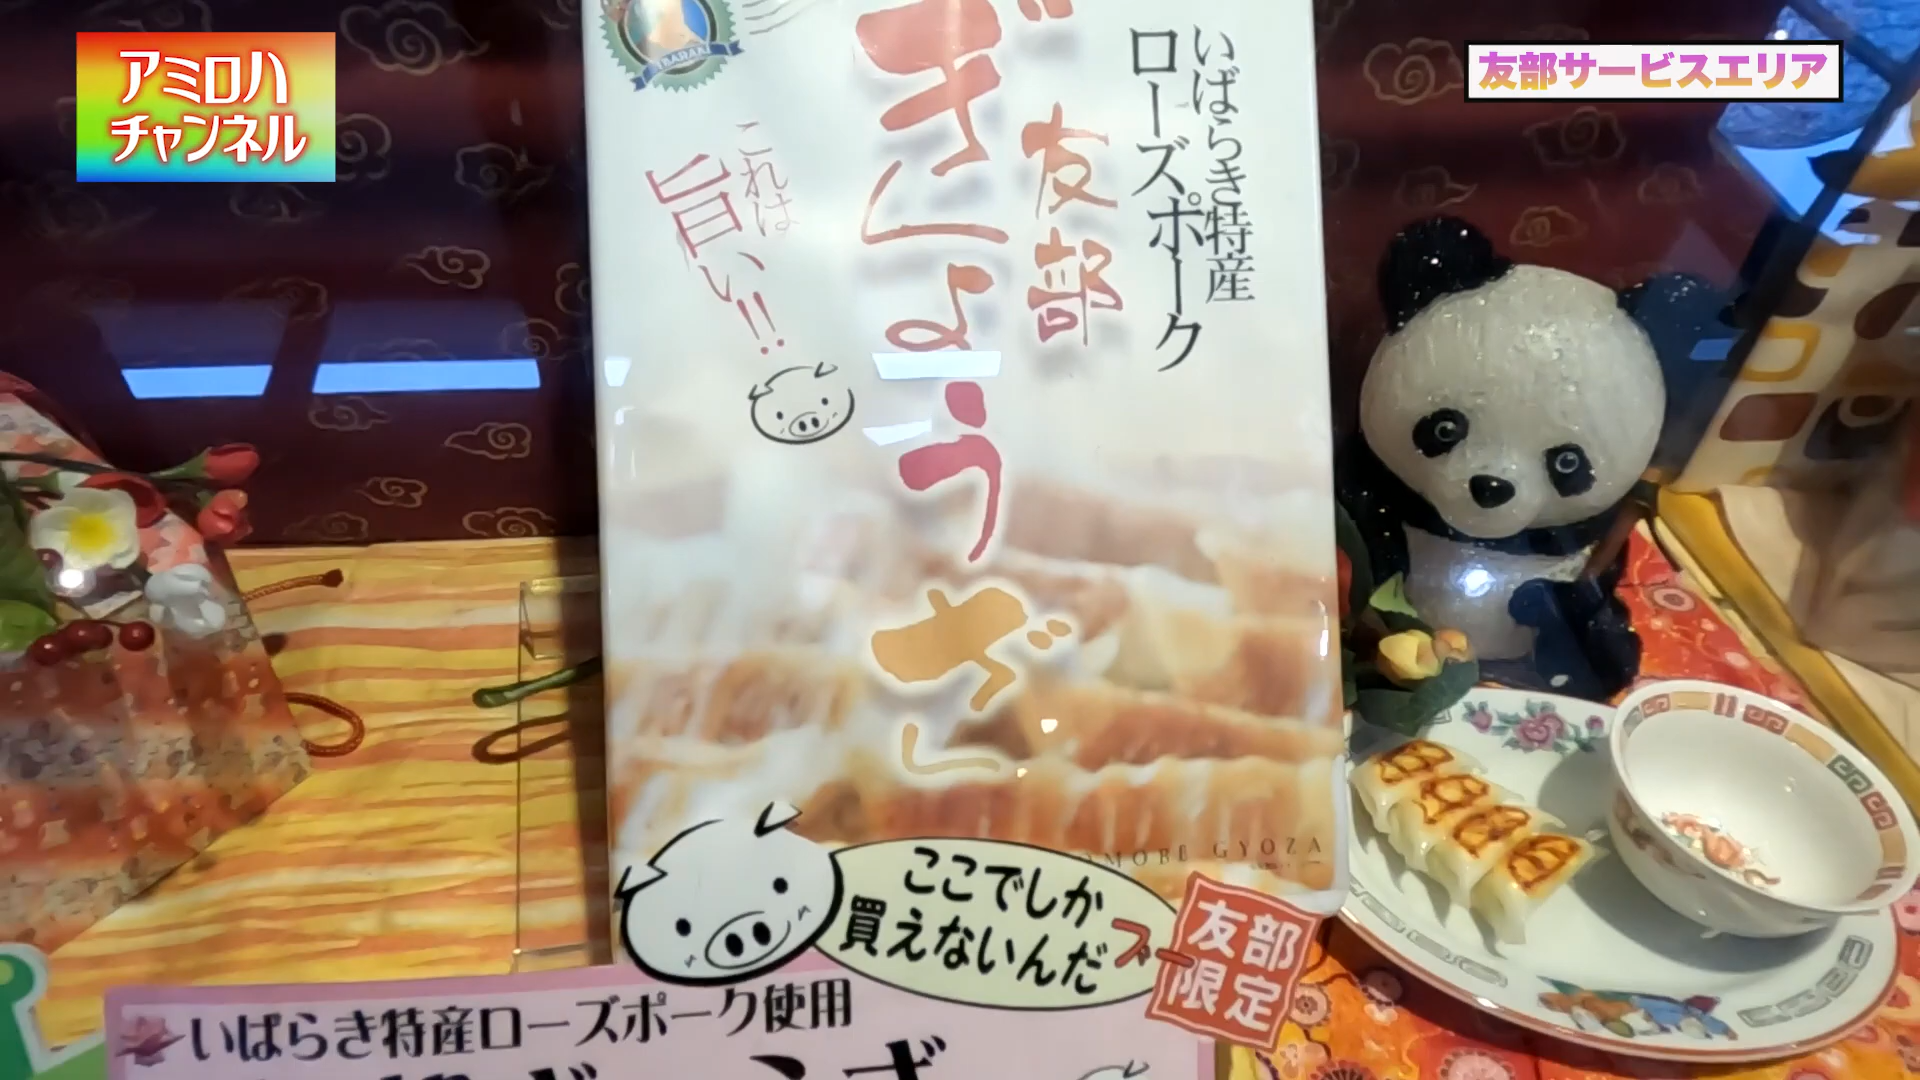 アミロハ
チャンネル
友部サービスエリア
IBARAKI
いばらき特産
ローズポーク
友部
ぎょうざ
これは
旨い!!
OMOBE GYOZA
ここでしか
買えないんだブー
友部
限定
いばらき特産ローズポーク使用